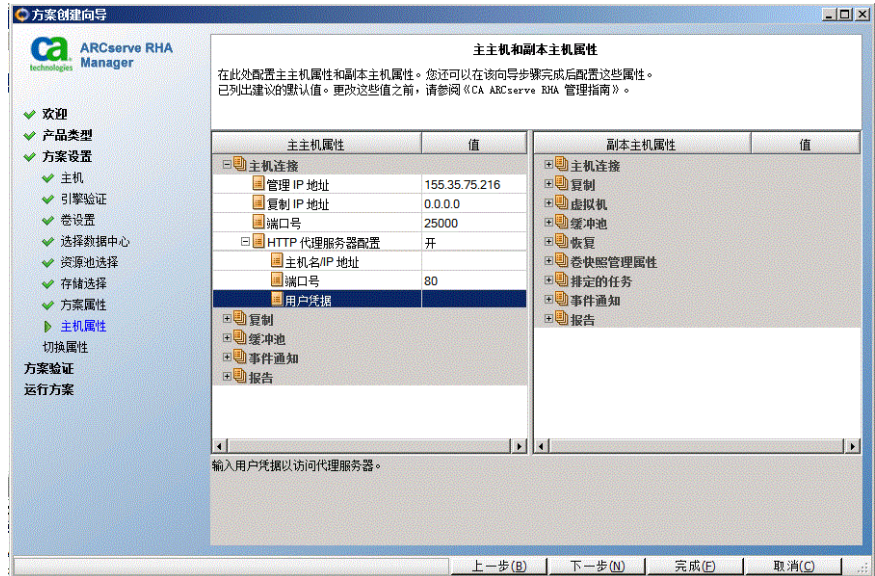 方案创建向导
ca
technologies
ARCserve RHA
Manager
欢迎
产品类型
方案设置
主机
引擎验证
卷设置
选择数据中心
资源池选择
存储选择
方案属性
主机属性
切换属性
方案验证
运行方案
主主机和副本主机属性
在此处配置主主机属性和副本主机属性。您还可以在该向导步骤完成后配置这些属性。
已列出建议的默认值。更改这些值之前，请参阅《CA ARCserve RHA 管理指南》。
主主机属性 值
主机连接
管理 IP 地址 155.35.75.216
复制 IP 地址 0.0.0.0
端口号 25000
HTTP 代理服务器配置 开
主机名/IP 地址
端口号 80
用户凭据
复制
缓冲池
事件通知
报告
副本主机属性 值
主机连接
复制
虚拟机
缓冲池
恢复
卷快照管理属性
排定的任务
事件通知
报告
输入用户凭据以访问代理服务器。
上一步(B) 下一步(N) 完成(F) 取消(C)